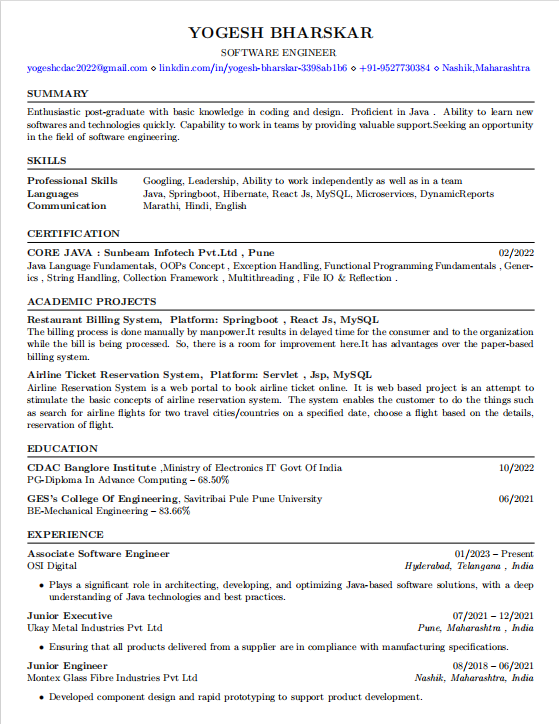 YOGESH BHARSKAR
SOFTWARE ENGINEER
yogeshcdac2022@gmail.com ⋄ linkdin.com/in/yogesh-bharskar-3398ab1b6 ⋄ +91-9527730384 ⋄ Nashik,Maharashtra
SUMMARY
Enthusiastic post-graduate with basic knowledge in coding and design. Proficient in Java . Ability to learn new
softwares and technologies quickly. Capability to work in teams by providing valuable support.Seeking an opportunity
in the field of software engineering.
SKILLS
Professional Skills Googling, Leadership, Ability to work independently as well as in a team
Languages Java, Springboot, Hibernate, React Js, MySQL, Microservices, DynamicReports
Communication Marathi, Hindi, English
CERTIFICATION
CORE JAVA : Sunbeam Infotech Pvt.Ltd , Pune 02/2022
Java Language Fundamentals, OOPs Concept , Exception Handling, Functional Programming Fundamentals , Gener-
ics , String Handling, Collection Framework , Multithreading , File IO & Reflection .
ACADEMIC PROJECTS
Restaurant Billing System, Platform: Springboot , React Js, MySQL
The billing process is done manually by manpower.It results in delayed time for the consumer and to the organization
while the bill is being processed. So, there is a room for improvement here.It has advantages over the paper-based
billing system.
Airline Ticket Reservation System, Platform: Servlet , Jsp, MySQL
Airline Reservation System is a web portal to book airline ticket online. It is web based project is an attempt to
stimulate the basic concepts of airline reservation system. The system enables the customer to do the things such
as search for airline flights for two travel cities/countries on a specified date, choose a flight based on the details,
reservation of flight.
EDUCATION
CDAC Banglore Institute ,Ministry of Electronics IT Govt Of India 10/2022
PG-Diploma In Advance Computing – 68.50%
GES's College Of Engineering, Savitribai Pule Pune University 06/2021
BE-Mechanical Engineering – 83.66%
EXPERIENCE
Associate Software Engineer 01/2023 – Present
OSI Digital Hyderabad, Telangana , India
• Plays a significant role in architecting, developing, and optimizing Java-based software solutions, with a deep
understanding of Java technologies and best practices.
Junior Executive 07/2021 – 12/2021
Ukay Metal Industries Pvt Ltd Pune, Maharashtra , India
• Ensuring that all products delivered from a supplier are in compliance with manufacturing specifications.
Junior Engineer 08/2018 – 06/2021
Montex Glass Fibre Industries Pvt Ltd Nashik, Maharashtra, India
• Developed component design and rapid prototyping to support product development.